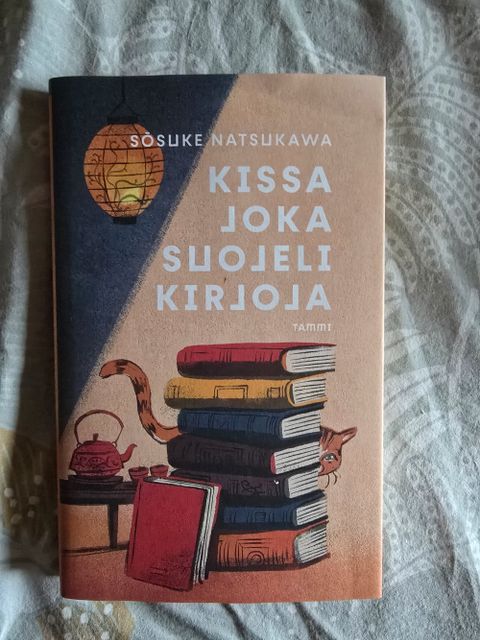 SŌSUKE NATSUKAWA
KISSA
JOKA
SUOJELI
KIRJOJA
TAMMI